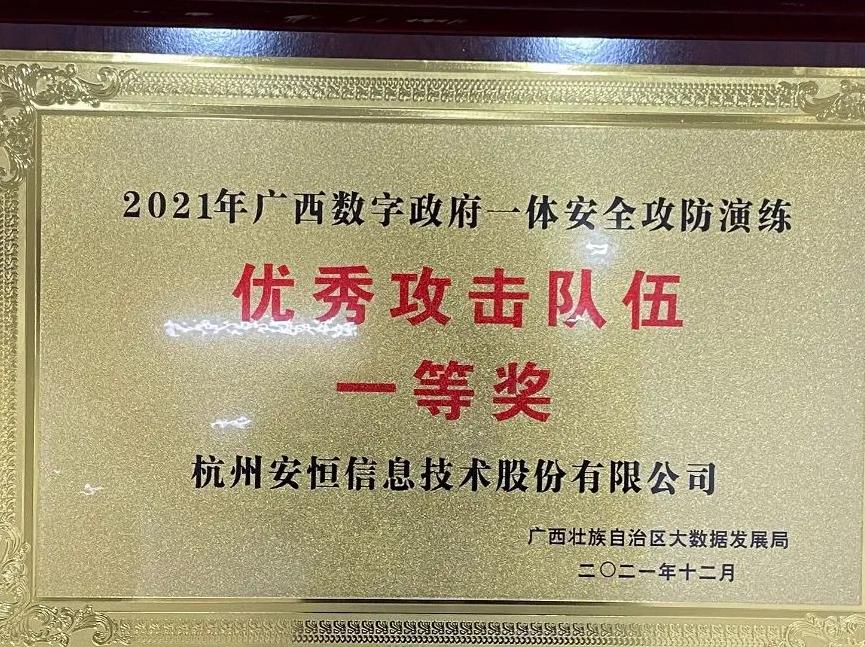 2021年广西数字政府一体安全攻防演练
优秀攻击队伍
一等奖
杭州安恒信息技术股份有限公司
广西壮族自治区大数据发展局
二〇二一年十二月